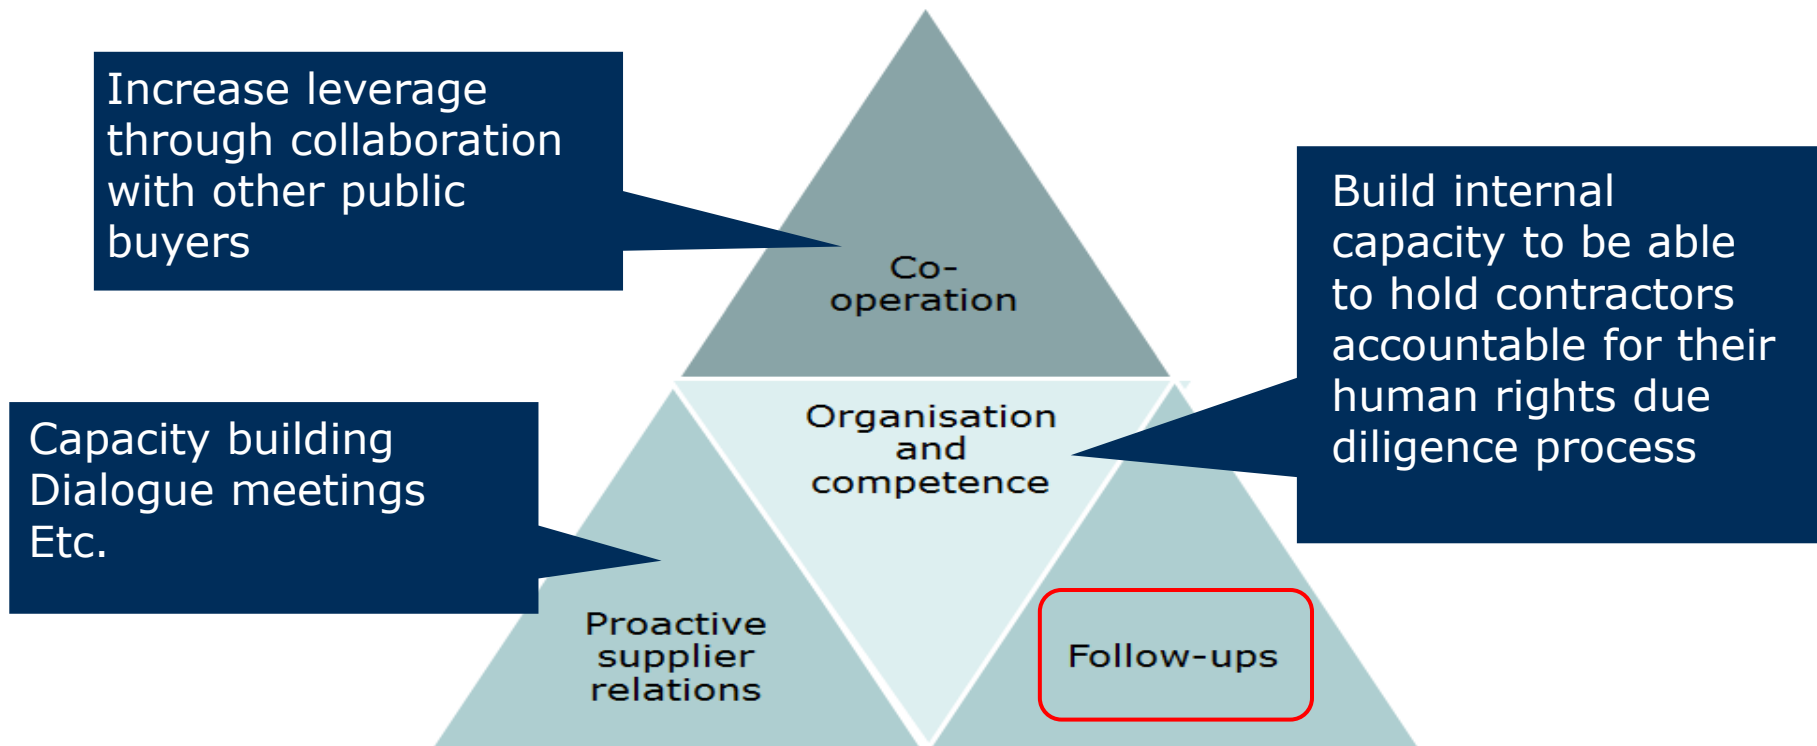 Increase leverage
through collaboration
with other public
buyers
Co-
operation
Build internal
capacity to be able
to hold contractors
accountable for their
human rights due
diligence process
Organisation
and
competence
Capacity building
Dialogue meetings
Etc.
Proactive
supplier
relations
Follow-ups